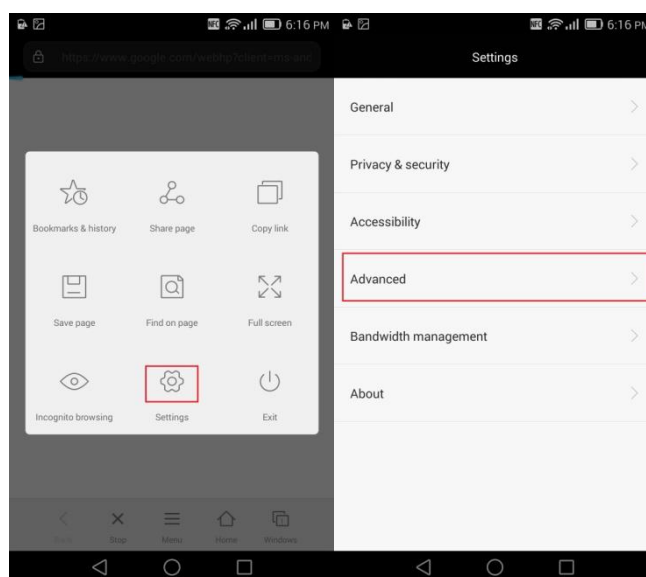 NFC 6:16 PM
https://www.google.com/webhp?client=ms-and
Bookmarks & history Share page Copy link
Save page Find on page Full screen
Incognito browsing Settings Exit
Back Stop Menu Home Windows
NFC 6:16 PM
Settings
General
Privacy & security
Accessibility
Advanced
Bandwidth management
About